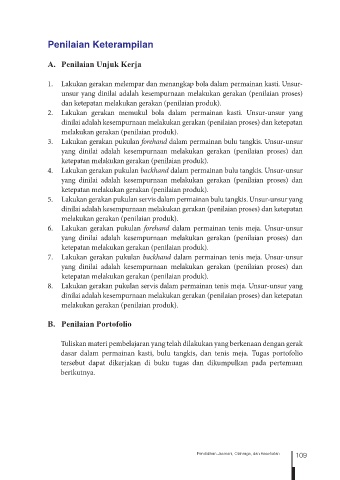 Penilaian Keterampilan
A. Penilaian Unjuk Kerja
1. Lakukan gerakan melempar dan menangkap bola dalam permainan kasti. Unsur-
unsur yang dinilai adalah kesempurnaan melakukan gerakan (penilaian proses)
dan ketepatan melakukan gerakan (penilaian produk).
2. Lakukan gerakan memukul bola dalam permainan kasti. Unsur-unsur yang
dinilai adalah kesempurnaan melakukan gerakan (penilaian proses) dan ketepatan
melakukan gerakan (penilaian produk).
3. Lakukan gerakan pukulan forehand dalam permainan bulu tangkis. Unsur-unsur
yang dinilai adalah kesempurnaan melakukan gerakan (penilaian proses) dan
ketepatan melakukan gerakan (penilaian produk).
4. Lakukan gerakan pukulan backhand dalam permainan bulu tangkis. Unsur-unsur
yang dinilai adalah kesempurnaan melakukan gerakan (penilaian proses) dan
ketepatan melakukan gerakan (penilaian produk).
5. Lakukan gerakan pukulan servis dalam permainan bulu tangkis. Unsur-unsur yang
dinilai adalah kesempurnaan melakukan gerakan (penilaian proses) dan ketepatan
melakukan gerakan (penilaian produk).
6. Lakukan gerakan pukulan forehand dalam permainan tenis meja. Unsur-unsur
yang dinilai adalah kesempurnaan melakukan gerakan (penilaian proses) dan
ketepatan melakukan gerakan (penilaian produk).
7. Lakukan gerakan pukulan backhand dalam permainan tenis meja. Unsur-unsur
yang dinilai adalah kesempurnaan melakukan gerakan (penilaian proses) dan
ketepatan melakukan gerakan (penilaian produk).
8. Lakukan gerakan pukulan servis dalam permainan tenis meja. Unsur-unsur yang
dinilai adalah kesempurnaan melakukan gerakan (penilaian proses) dan ketepatan
melakukan gerakan (penilaian produk).
B. Penilaian Portofolio
Tuliskan materi pembelajaran yang telah dilakukan yang berkenaan dengan gerak
dasar dalam permainan kasti, bulu tangkis, dan tenis meja. Tugas portofolio
tersebut dapat dikerjakan di buku tugas dan dikumpulkan pada pertemuan
berikutnya.
Pendidikan Jasmani, Olahraga, dan Kesehatan 109